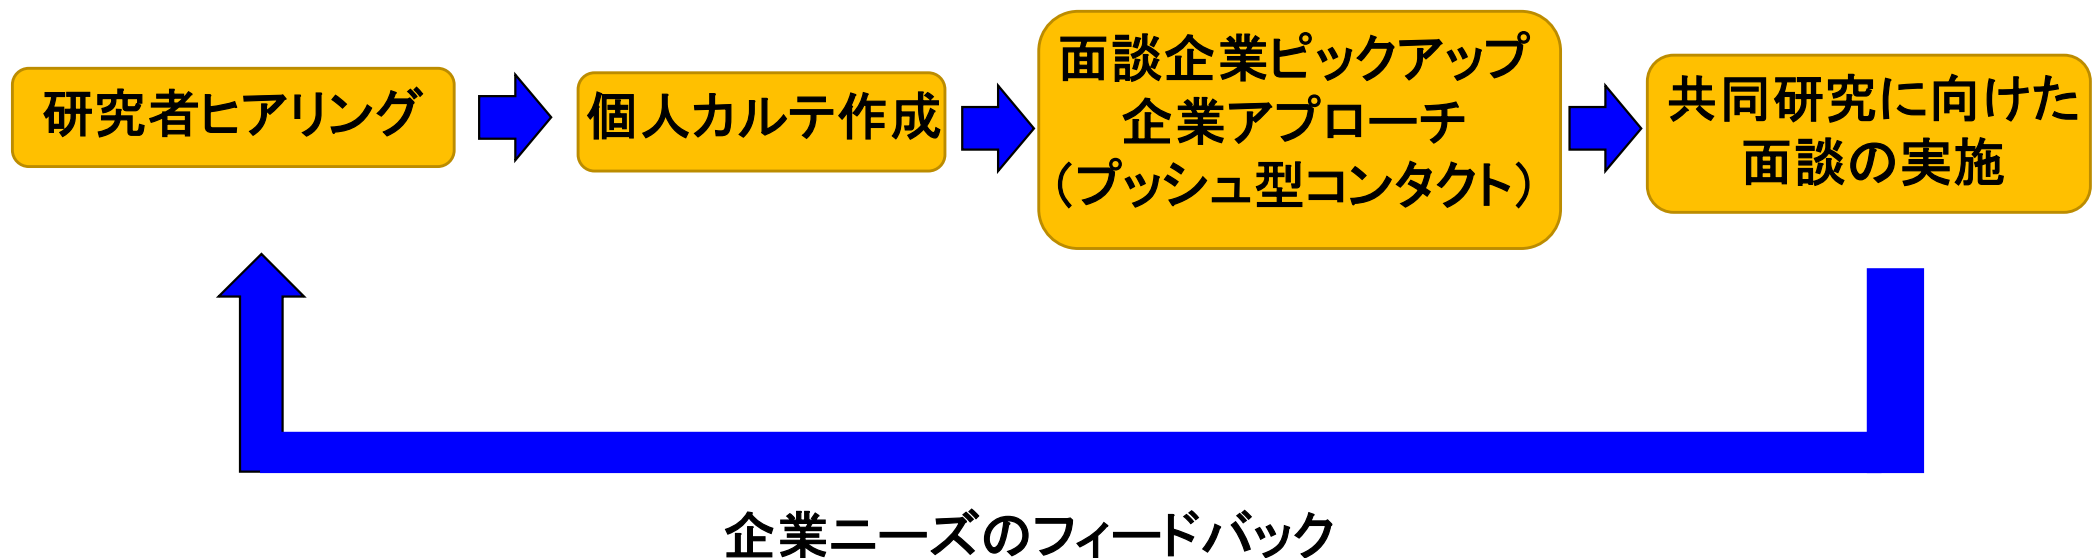 研究者ヒアリング
個人カルテ作成
面談企業ピックアップ
企業アプローチ
（プッシュ型コンタクト）
共同研究に向けた
面談の実施
企業ニーズのフィードバック